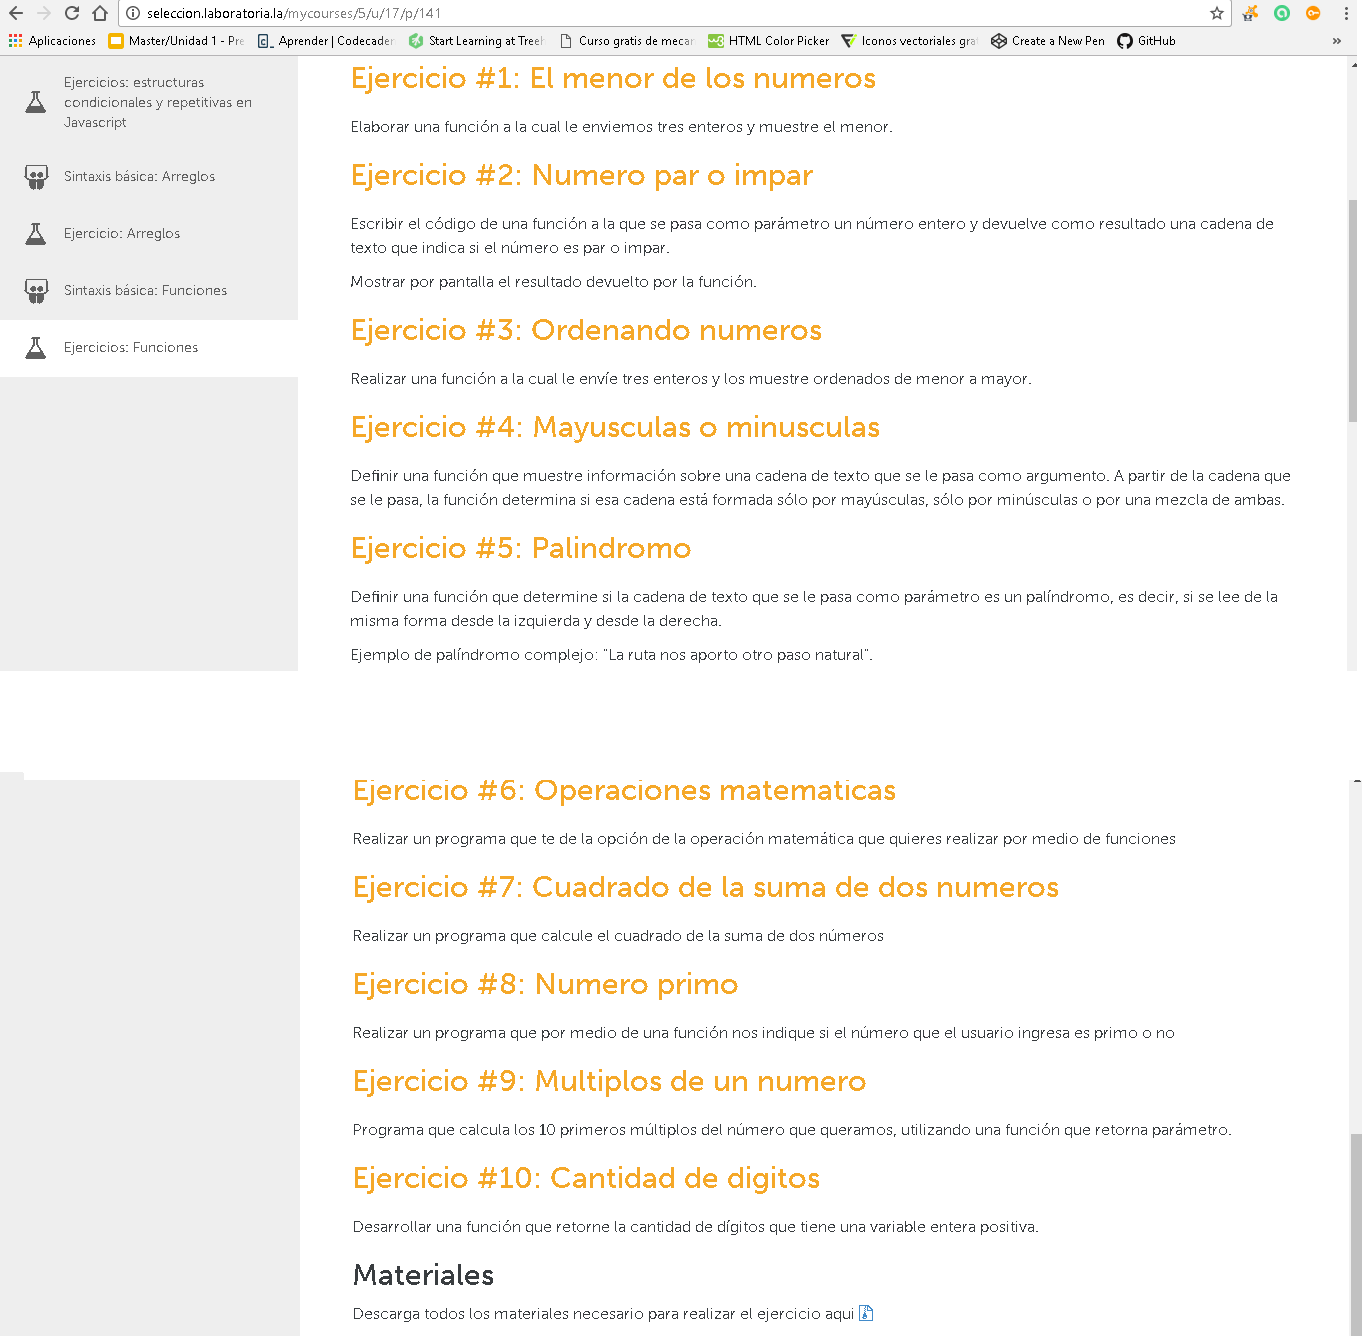 seleccion.laboratoria.la/mycourses/5/u/17/p/141
Aplicaciones Master/Unidad 1 - Pre Aprender | Codecader Start Learning at Treeh Curso gratis de mecar HTML Color Picker Iconos vectoriales gra Create a New Pen GitHub »
Ejercicios: estructuras
condicionales y repetitivas en
Javascript
Sintaxis básica: Arreglos
Ejercicio: Arreglos
Sintaxis básica: Funciones
Ejercicios: Funciones
Ejercicio #1: El menor de los numeros
Elaborar una función a la cual le enviemos tres enteros y muestre el menor.
Ejercicio #2: Numero par o impar
Escribir el código de una función a la que se pasa como parámetro un número entero y devuelve como resultado una cadena de
texto que indica si el número es par o impar.
Mostrar por pantalla el resultado devuelto por la función.
Ejercicio #3: Ordenando numeros
Realizar una función a la cual le envíe tres enteros y los muestre ordenados de menor a mayor.
Ejercicio #4: Mayusculas o minusculas
Definir una función que muestre información sobre una cadena de texto que se le pasa como argumento. A partir de la cadena que
se le pasa, la función determina si esa cadena está formada sólo por mayúsculas, sólo por minúsculas o por una mezcla de ambas.
Ejercicio #5: Palindromo
Definir una función que determine si la cadena de texto que se le pasa como parámetro es un palíndromo, es decir, si se lee de la
misma forma desde la izquierda y desde la derecha.
Ejemplo de palíndromo complejo: "La ruta nos aporto otro paso natural".
Ejercicio #6: Operaciones matematicas
Realizar un programa que te de la opción de la operación matemática que quieres realizar por medio de funciones
Ejercicio #7: Cuadrado de la suma de dos numeros
Realizar un programa que calcule el cuadrado de la suma de dos números
Ejercicio #8: Numero primo
Realizar un programa que por medio de una función nos indique si el número que el usuario ingresa es primo o no
Ejercicio #9: Multiplos de un numero
Programa que calcula los 10 primeros múltiplos del número que queramos, utilizando una función que retorna parámetro.
Ejercicio #10: Cantidad de digitos
Desarrollar una función que retorne la cantidad de dígitos que tiene una variable entera positiva.
Materiales
Descarga todos los materiales necesario para realizar el ejercicio aqui